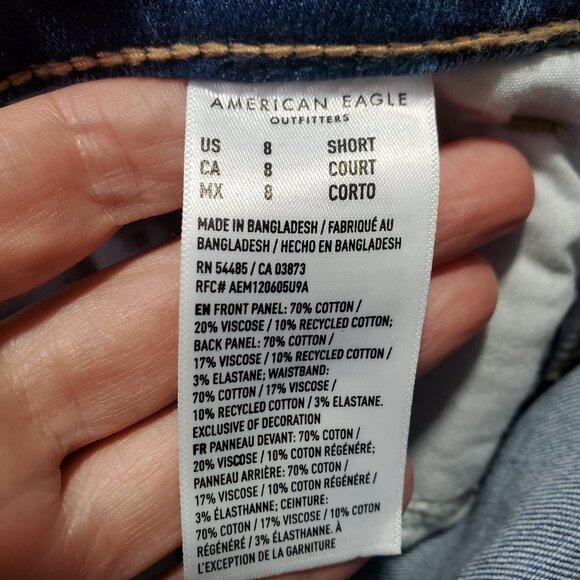 AMERICAN EAGLE
OUTFITTERS
US 8 SHORT
CA 8 COURT
MX 8 CORTO
MADE IN BANGLADESH / FABRIQUÉ AU
BANGLADESH / HECHO EN BANGLADESH
RN 54485 / CA 03873
RFC# AEM120605U9A
EN FRONT PANEL: 70% COTTON /
20% VISCOSE / 10% RECYCLED COTTON;
BACK PANEL: 70% COTTON /
17% VISCOSE / 10% RECYCLED COTTON /
3% ELASTANE; WAISTBAND:
70% COTTON / 17% VISCOSE /
10% RECYCLED COTTON / 3% ELASTANE.
EXCLUSIVE OF DECORATION
FR PANNEAU DEVANT: 70% COTON /
20% VISCOSE / 10% COTON RÉGÉNÉRÉ;
PANNEAU ARRIÈRE: 70% COTON /
17% VISCOSE / 10% COTON RÉGÉNÉRÉ /
3% ÉLASTHANNE; CEINTURE:
70% COTON / 17% VISCOSE / 10% COTON
RÉGÉNÉRÉ / 3% ÉLASTHANNE. À
L'EXCEPTION DE LA GARNITURE